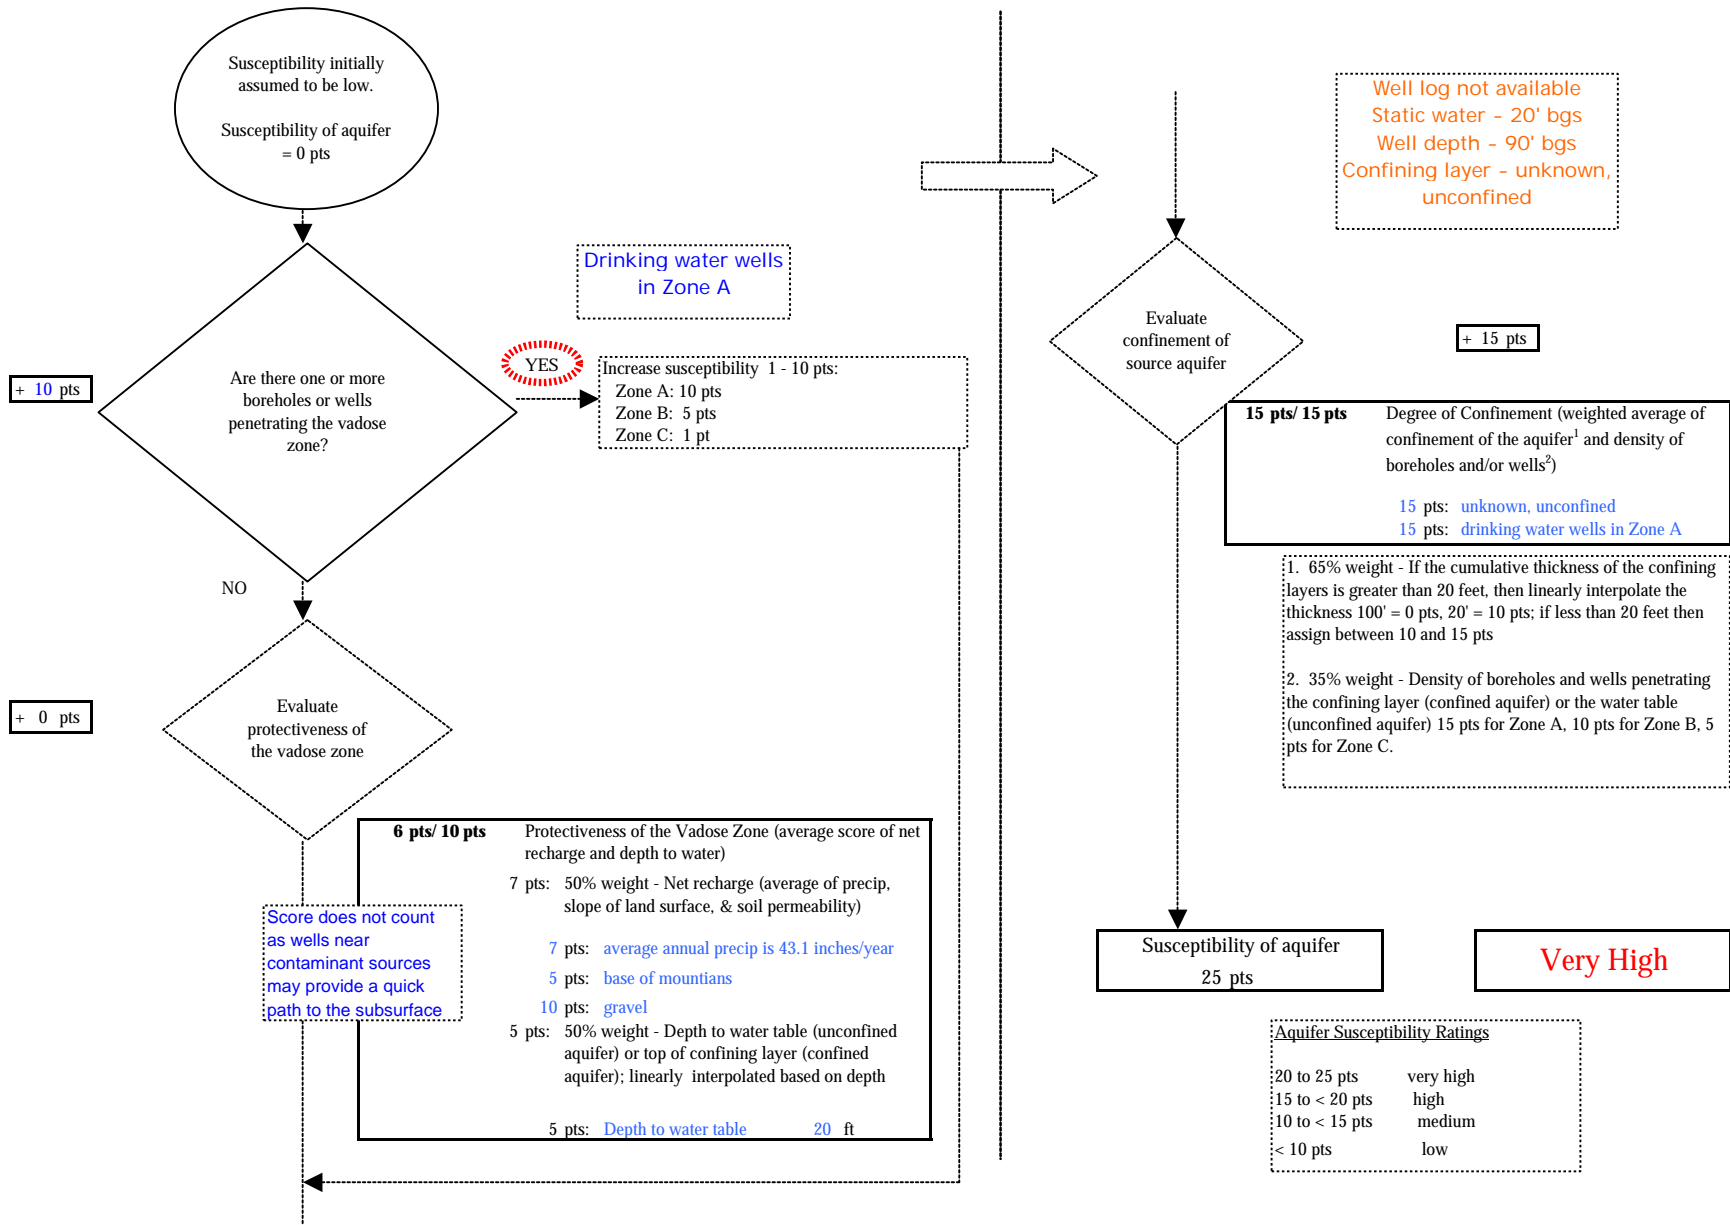 Susceptibility initially
assumed to be low.
Susceptibility of aquifer
= 0 pts
Are there one or more
boreholes or wells
penetrating the vadose
zone?
+ 10 pts
YES
Drinking water wells
in Zone A
Increase susceptibility 1 - 10 pts:
Zone A: 10 pts
Zone B: 5 pts
Zone C: 1 pt
NO
Evaluate
protectiveness of
the vadose zone
+ 0 pts
6 pts/ 10 pts Protectiveness of the Vadose Zone (average score of net
recharge and depth to water)
7 pts: 50% weight - Net recharge (average of precip,
slope of land surface, & soil permeability)
7 pts: average annual precip is 43.1 inches/year
5 pts: base of mountians
10 pts: gravel
5 pts: 50% weight - Depth to water table (unconfined
aquifer) or top of confining layer (confined
aquifer); linearly interpolated based on depth
5 pts: Depth to water table 20 ft
Score does not count
as wells near
contaminant sources
may provide a quick
path to the subsurface
Well log not available
Static water - 20' bgs
Well depth - 90' bgs
Confining layer - unknown,
unconfined
Evaluate
confinement of
source aquifer
+ 15 pts
15 pts/ 15 pts Degree of Confinement (weighted average of
confinement of the aquifer1 and density of
boreholes and/or wells2)
15 pts: unknown, unconfined
15 pts: drinking water wells in Zone A
1. 65% weight - If the cumulative thickness of the confining
layers is greater than 20 feet, then linearly interpolate the
thickness 100' = 0 pts, 20' = 10 pts; if less than 20 feet then
assign between 10 and 15 pts
2. 35% weight - Density of boreholes and wells penetrating
the confining layer (confined aquifer) or the water table
(unconfined aquifer) 15 pts for Zone A, 10 pts for Zone B, 5
pts for Zone C.
Susceptibility of aquifer
25 pts
Very High
Aquifer Susceptibility Ratings
20 to 25 pts very high
15 to < 20 pts high
10 to < 15 pts medium
< 10 pts low